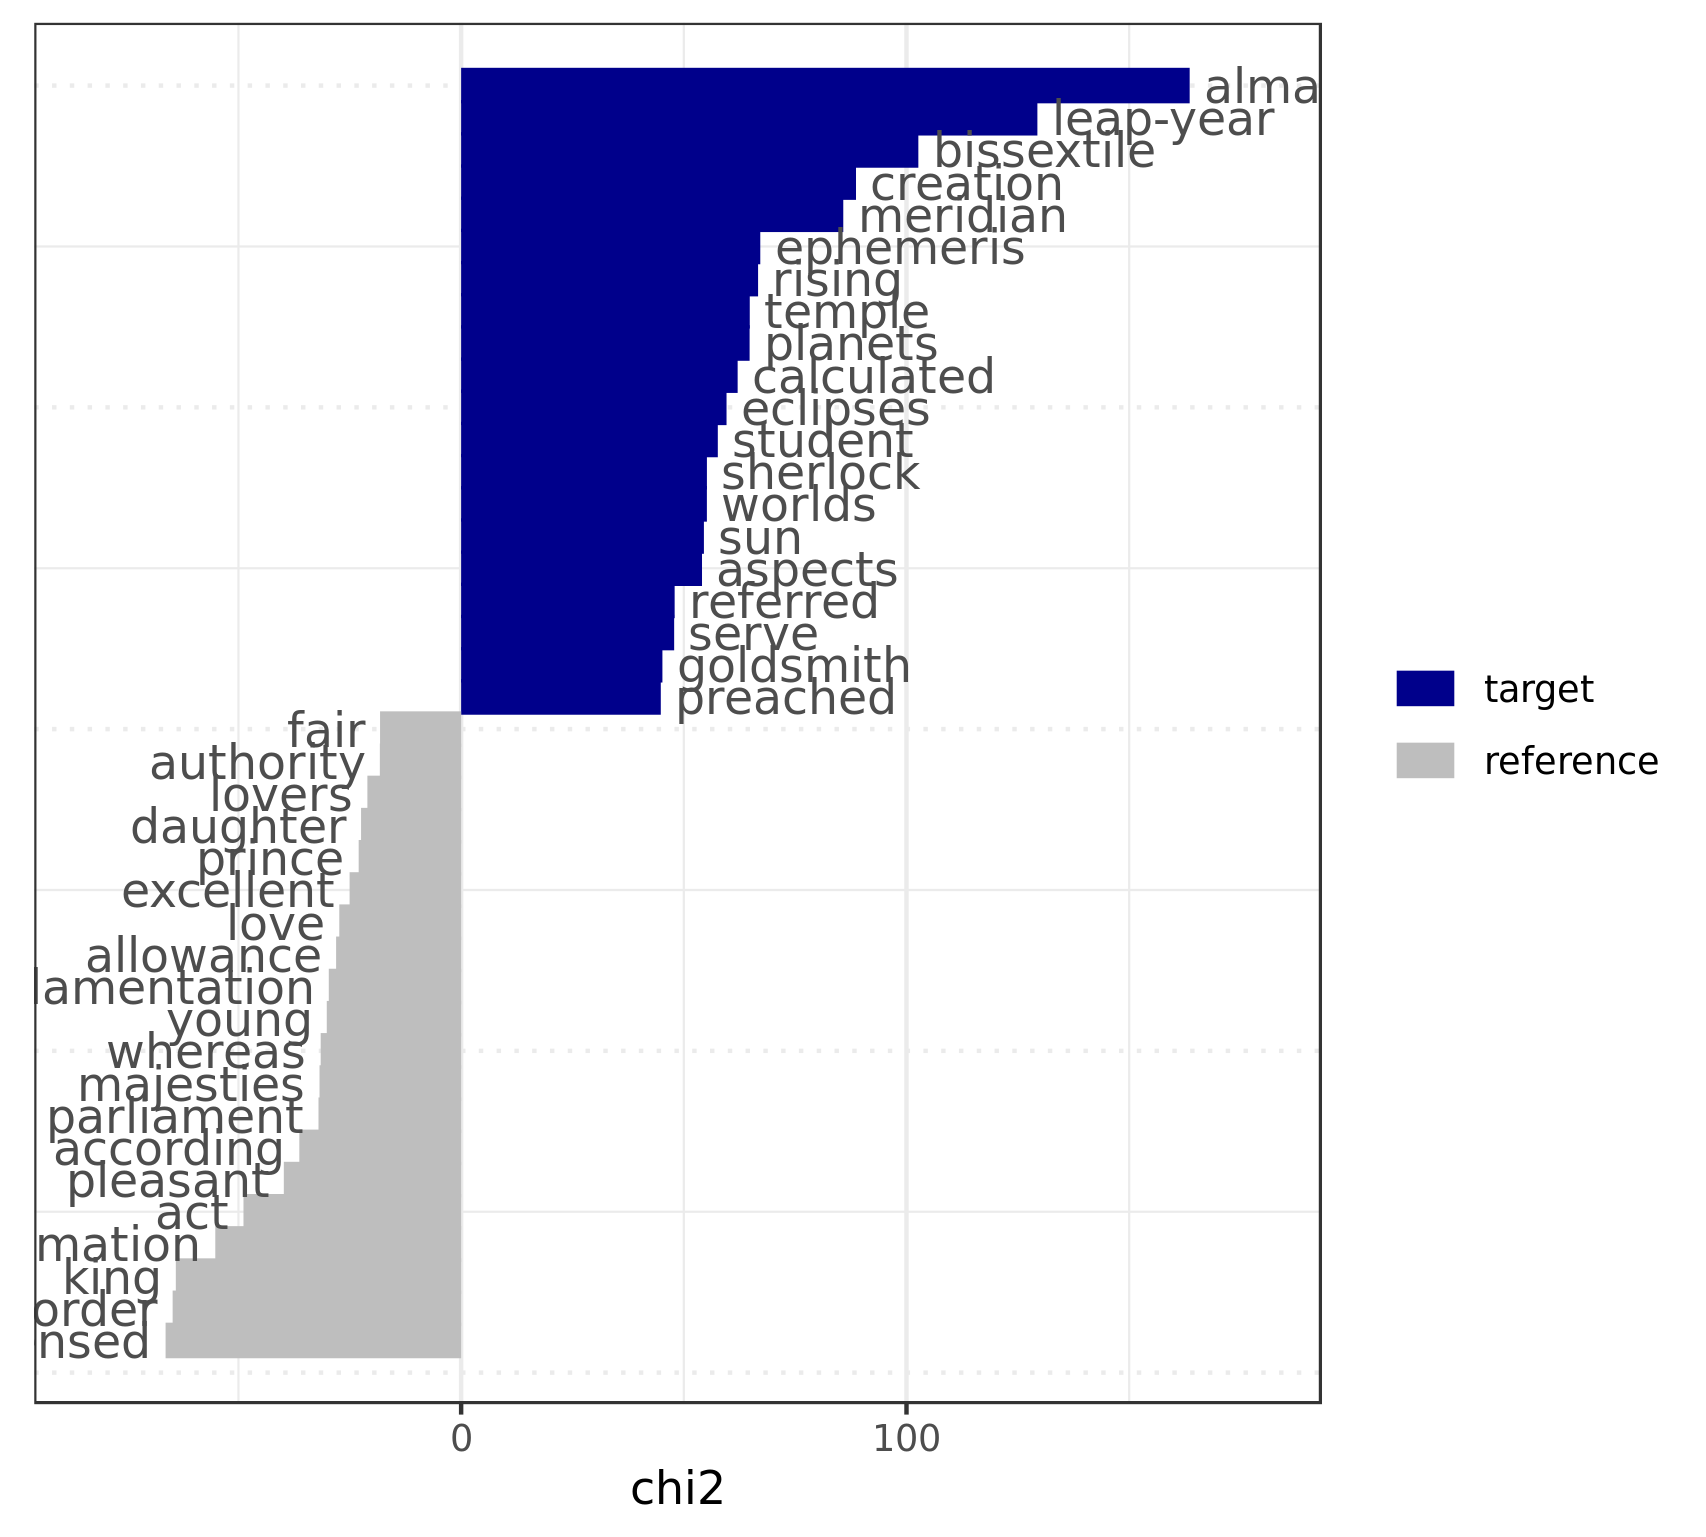 alma
leap-year
bissextile
creation
meridian
ephemeris
rising
temple
planets
calculated
eclipses
student
sherlock
worlds
sun
aspects
referred
serve
goldsmith
preached
fair
authority
lovers
daughter
prince
excellent
love
allowance
lamentation
young
whereas
majesties
parliament
according
pleasant
act
mation
king
order
nsed
target
reference
0 100
chi2